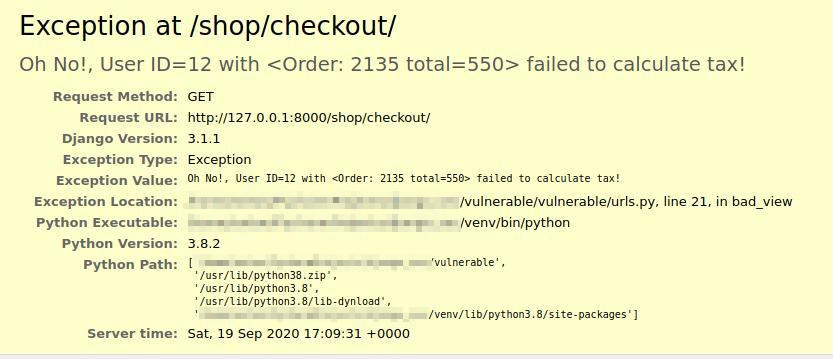 Exception at /shop/checkout/
Oh No!, User ID=12 with <Order: 2135 total=550> failed to calculate tax!
Request Method: GET
Request URL: http://127.0.0.1:8000/shop/checkout/
Django Version: 3.1.1
Exception Type: Exception
Exception Value: Oh No!, User ID=12 with <Order: 2135 total=550> failed to calculate tax!
Exception Location: /vulnerable/vulnerable/urls.py, line 21, in bad_view
Python Executable: /venv/bin/python
Python Version: 3.8.2
Python Path: ['/vulnerable',
'/usr/lib/python38.zip',
'/usr/lib/python3.8',
'/usr/lib/python3.8/lib-dynload',
'/venv/lib/python3.8/site-packages']
Server time: Sat, 19 Sep 2020 17:09:31 +0000